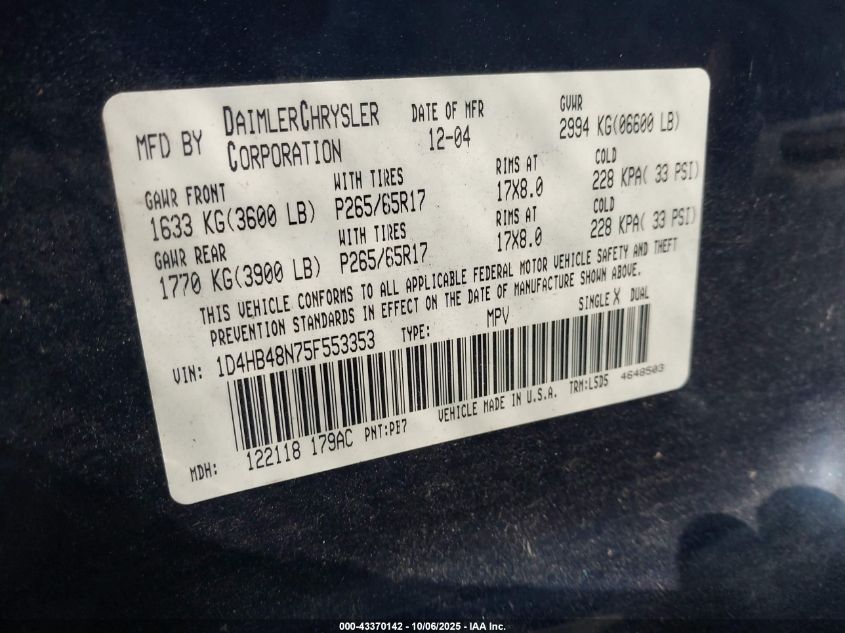 MFD BY DAIMLERCHRYSLER CORPORATION
DATE OF MFR 12-04
GVWR 2994 KG(06600 LB)
GAWR FRONT 1633 KG(3600 LB)
WITH TIRES P265/65R17
RIMS AT 17X8.0
COLD 228 KPA( 33 PSI)
GAWR REAR 1770 KG(3900 LB)
WITH TIRES P265/65R17
RIMS AT 17X8.0
COLD 228 KPA( 33 PSI)
THIS VEHICLE CONFORMS TO ALL APPLICABLE FEDERAL MOTOR VEHICLE SAFETY AND THEFT
PREVENTION STANDARDS IN EFFECT ON THE DATE OF MANUFACTURE SHOWN ABOVE.
VIN: 1D4HB48N75F553353 TYPE: MPV SINGLE X DUAL
MDH: 122118 179AC PNT:PB7 VEHICLE MADE IN U.S.A. TRM:LSD5 4648503
000-43370142 - 10/06/2025 - IAA Inc.